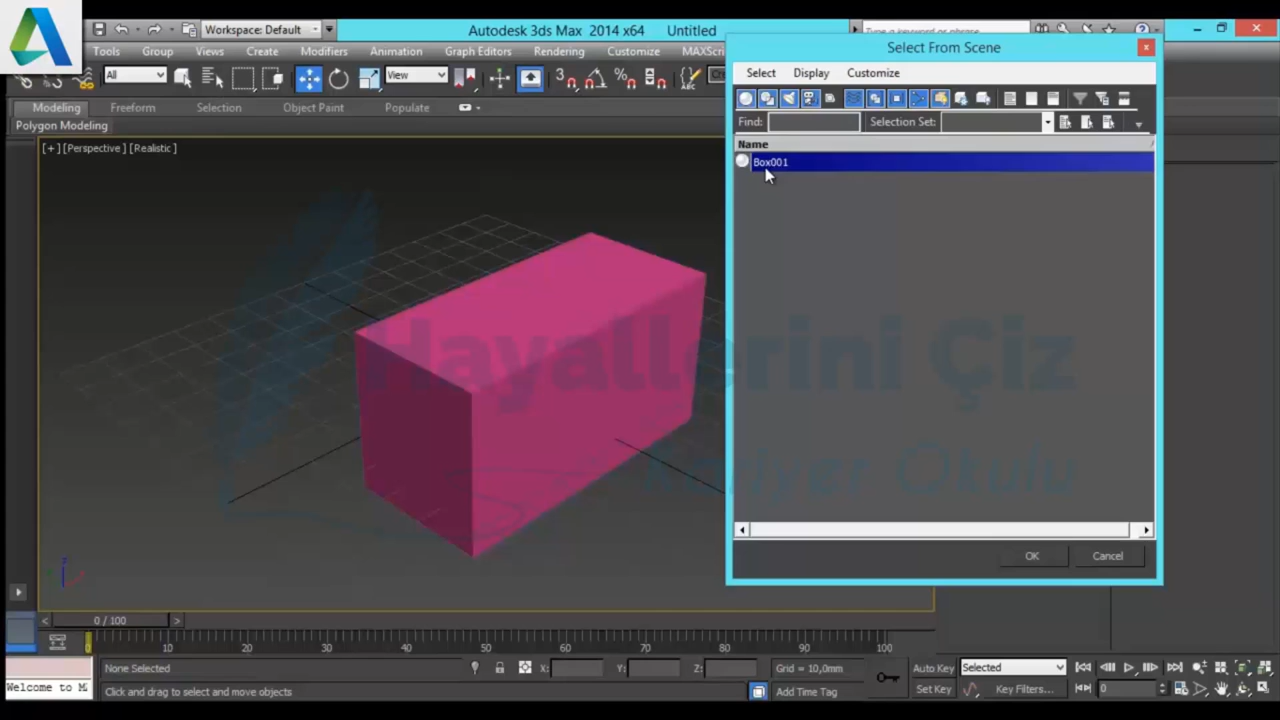 Workspace: Default
Autodesk 3ds Max 2014 x64 Untitled
Tools Group Views Create Modifiers Animation Graph Editors Rendering Customize MAXScri
All
View
Modeling Freeform Selection Object Paint Populate
Polygon Modeling
[+] [Perspective] [Realistic]
Select From Scene
Select Display Customize
Find: Selection Set:
Name
Box001
Hayallerini Çiz
Kariyer Okulu
OK Cancel
0 / 100
10 20 30 40 50 60 70 80 90 100
None Selected X: Y: Z: Grid = 10,0mm Auto Key Selected
Welcome to M Click and drag to select and move objects Add Time Tag Set Key Key Filters... 0